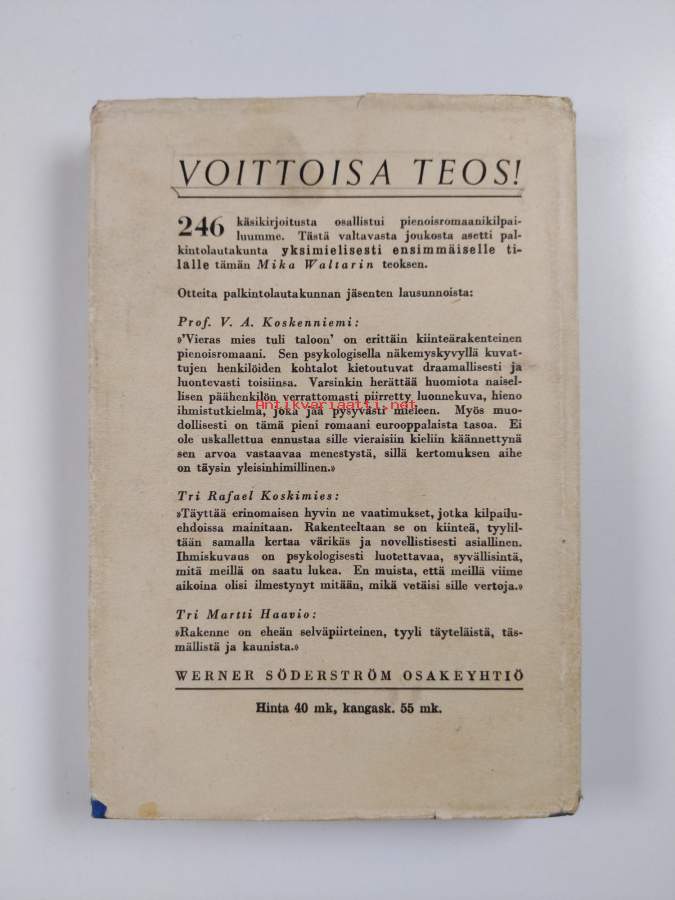 VOITTOISA TEOS!
246 käsikirjoitusta osallistui pienoisromaanikilpai-
luumme. Tästä valtavasta joukosta asetti pal-
kintolautakunta yksimielisesti ensimmäiselle ti-
lalle tämän Mika Waltarin teoksen.
Otteita palkintolautakunnan jäsenten lausunnoista:
Prof. V. A. Koskenniemi:
»'Vieras mies tuli taloon' on erittäin kiinteärakenteinen
pienoisromaani. Sen psykologisella näkemyskyvyllä kuvat-
tujen henkilöiden kohtalot kietoutuvat draamallisesti ja
luontevasti toisiinsa. Varsinkin herättää huomiota naisel-
lisen päähenkilön verrattomasti piirretty luonnekuva, hieno
Antikvariaatti.net
ihmistutkielma, joka jää pysyvästi mieleen. Myös muo-
dollisesti on tämä pieni romaani eurooppalaista tasoa. Ei
ole uskallettua ennustaa sille vieraisiin kieliin käännettynä
sen arvoa vastaavaa menestystä, sillä kertomuksen aihe
on täysin yleisinhimillinen.»
Tri Rafael Koskimies:
»Täyttää erinomaisen hyvin ne vaatimukset, jotka kilpailu-
ehdoissa mainitaan. Rakenteeltaan se on kiinteä, tyylil-
tään samalla kertaa värikäs ja novellistisesti asiallinen.
Ihmiskuvaus on psykologisesti luotettavaa, syvällisintä,
mitä meillä on saatu lukea. En muista, että meillä viime
aikoina olisi ilmestynyt mitään, mikä vetäisi sille vertoja.»
Tri Martti Haavio:
»Rakenne on eheän selväpiirteinen, tyyli täyteläistä, täs-
mällistä ja kaunista.»
WERNER SÖDERSTRÖM OSAKEYHTIÖ
Hinta 40 mk, kangask. 55 mk.